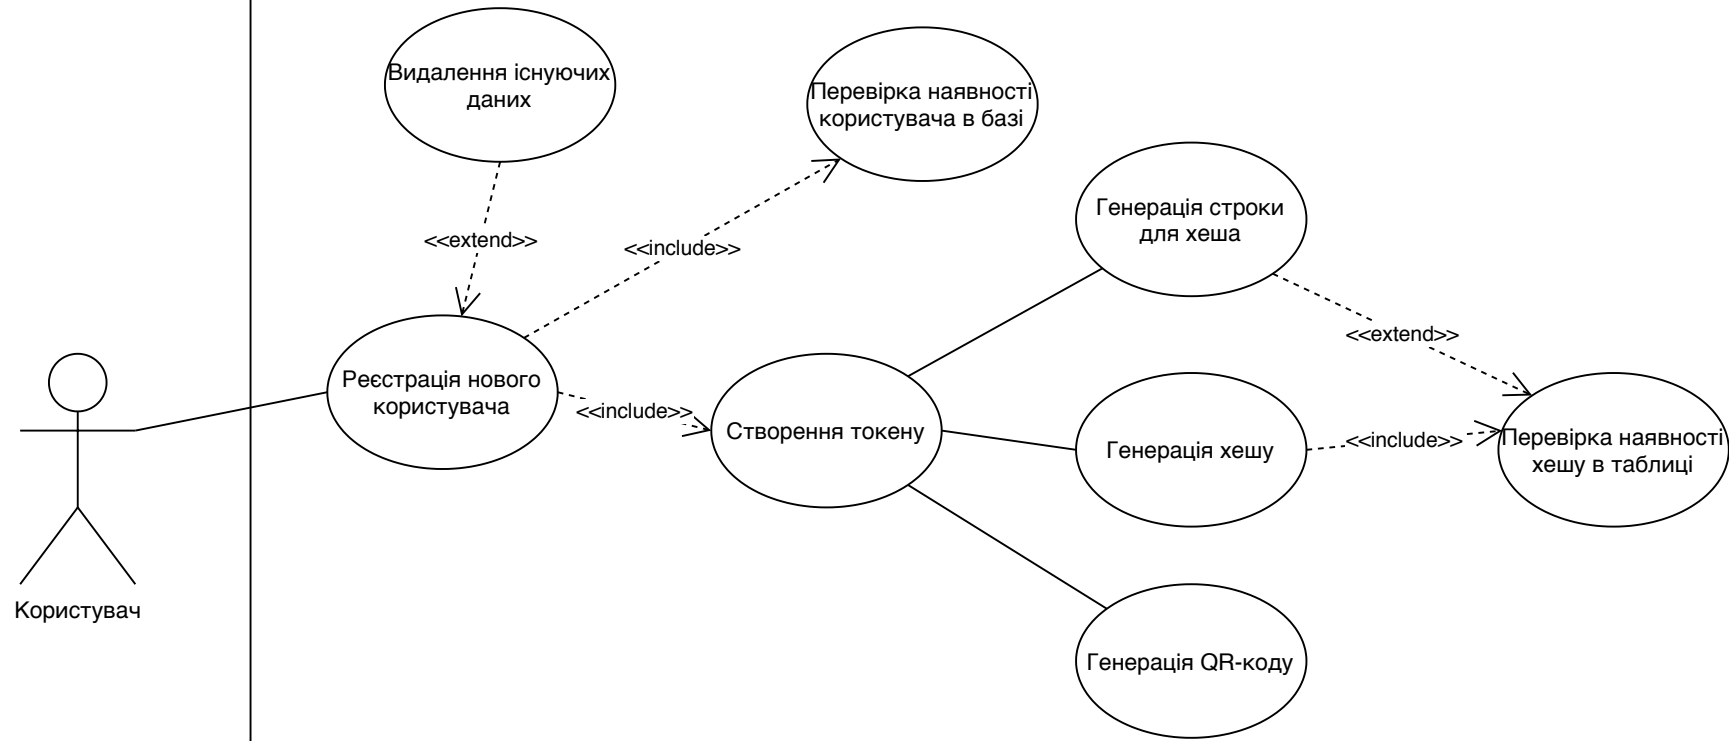 Видалення існуючих
даних
Перевірка наявності
користувача в базі
Генерація строки
для хеша
<<extend>>
<<include>>
<<extend>>
Реєстрація нового
користувача
<<include>>
Створення токену
Генерація хешу
<<include>>
Перевірка наявності
хешу в таблиці
Користувач
Генерація QR-коду